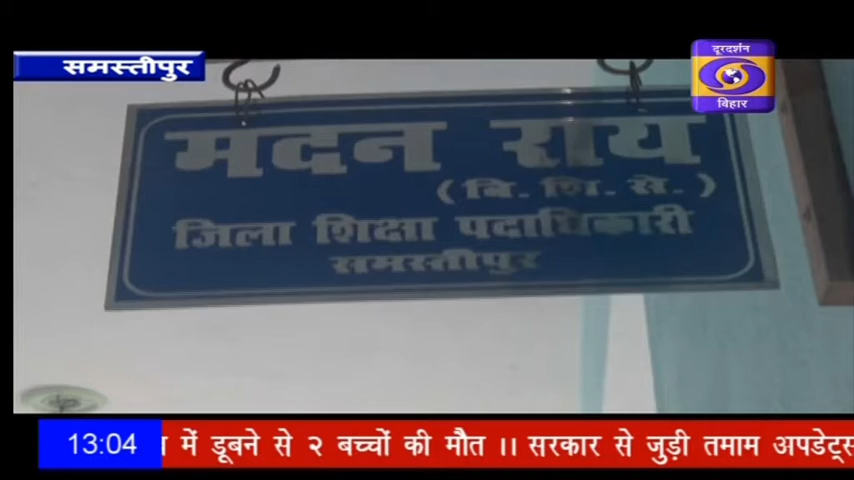 समस्तीपुर
दूरदर्शन
बिहार
मदन राय
(बि. शि. से.)
जिला शिक्षा पदाधिकारी
समस्तीपुर
13:04
में डूबने से २ बच्चों की मौत ।। सरकार से जुड़ी तमाम अपडेट्स